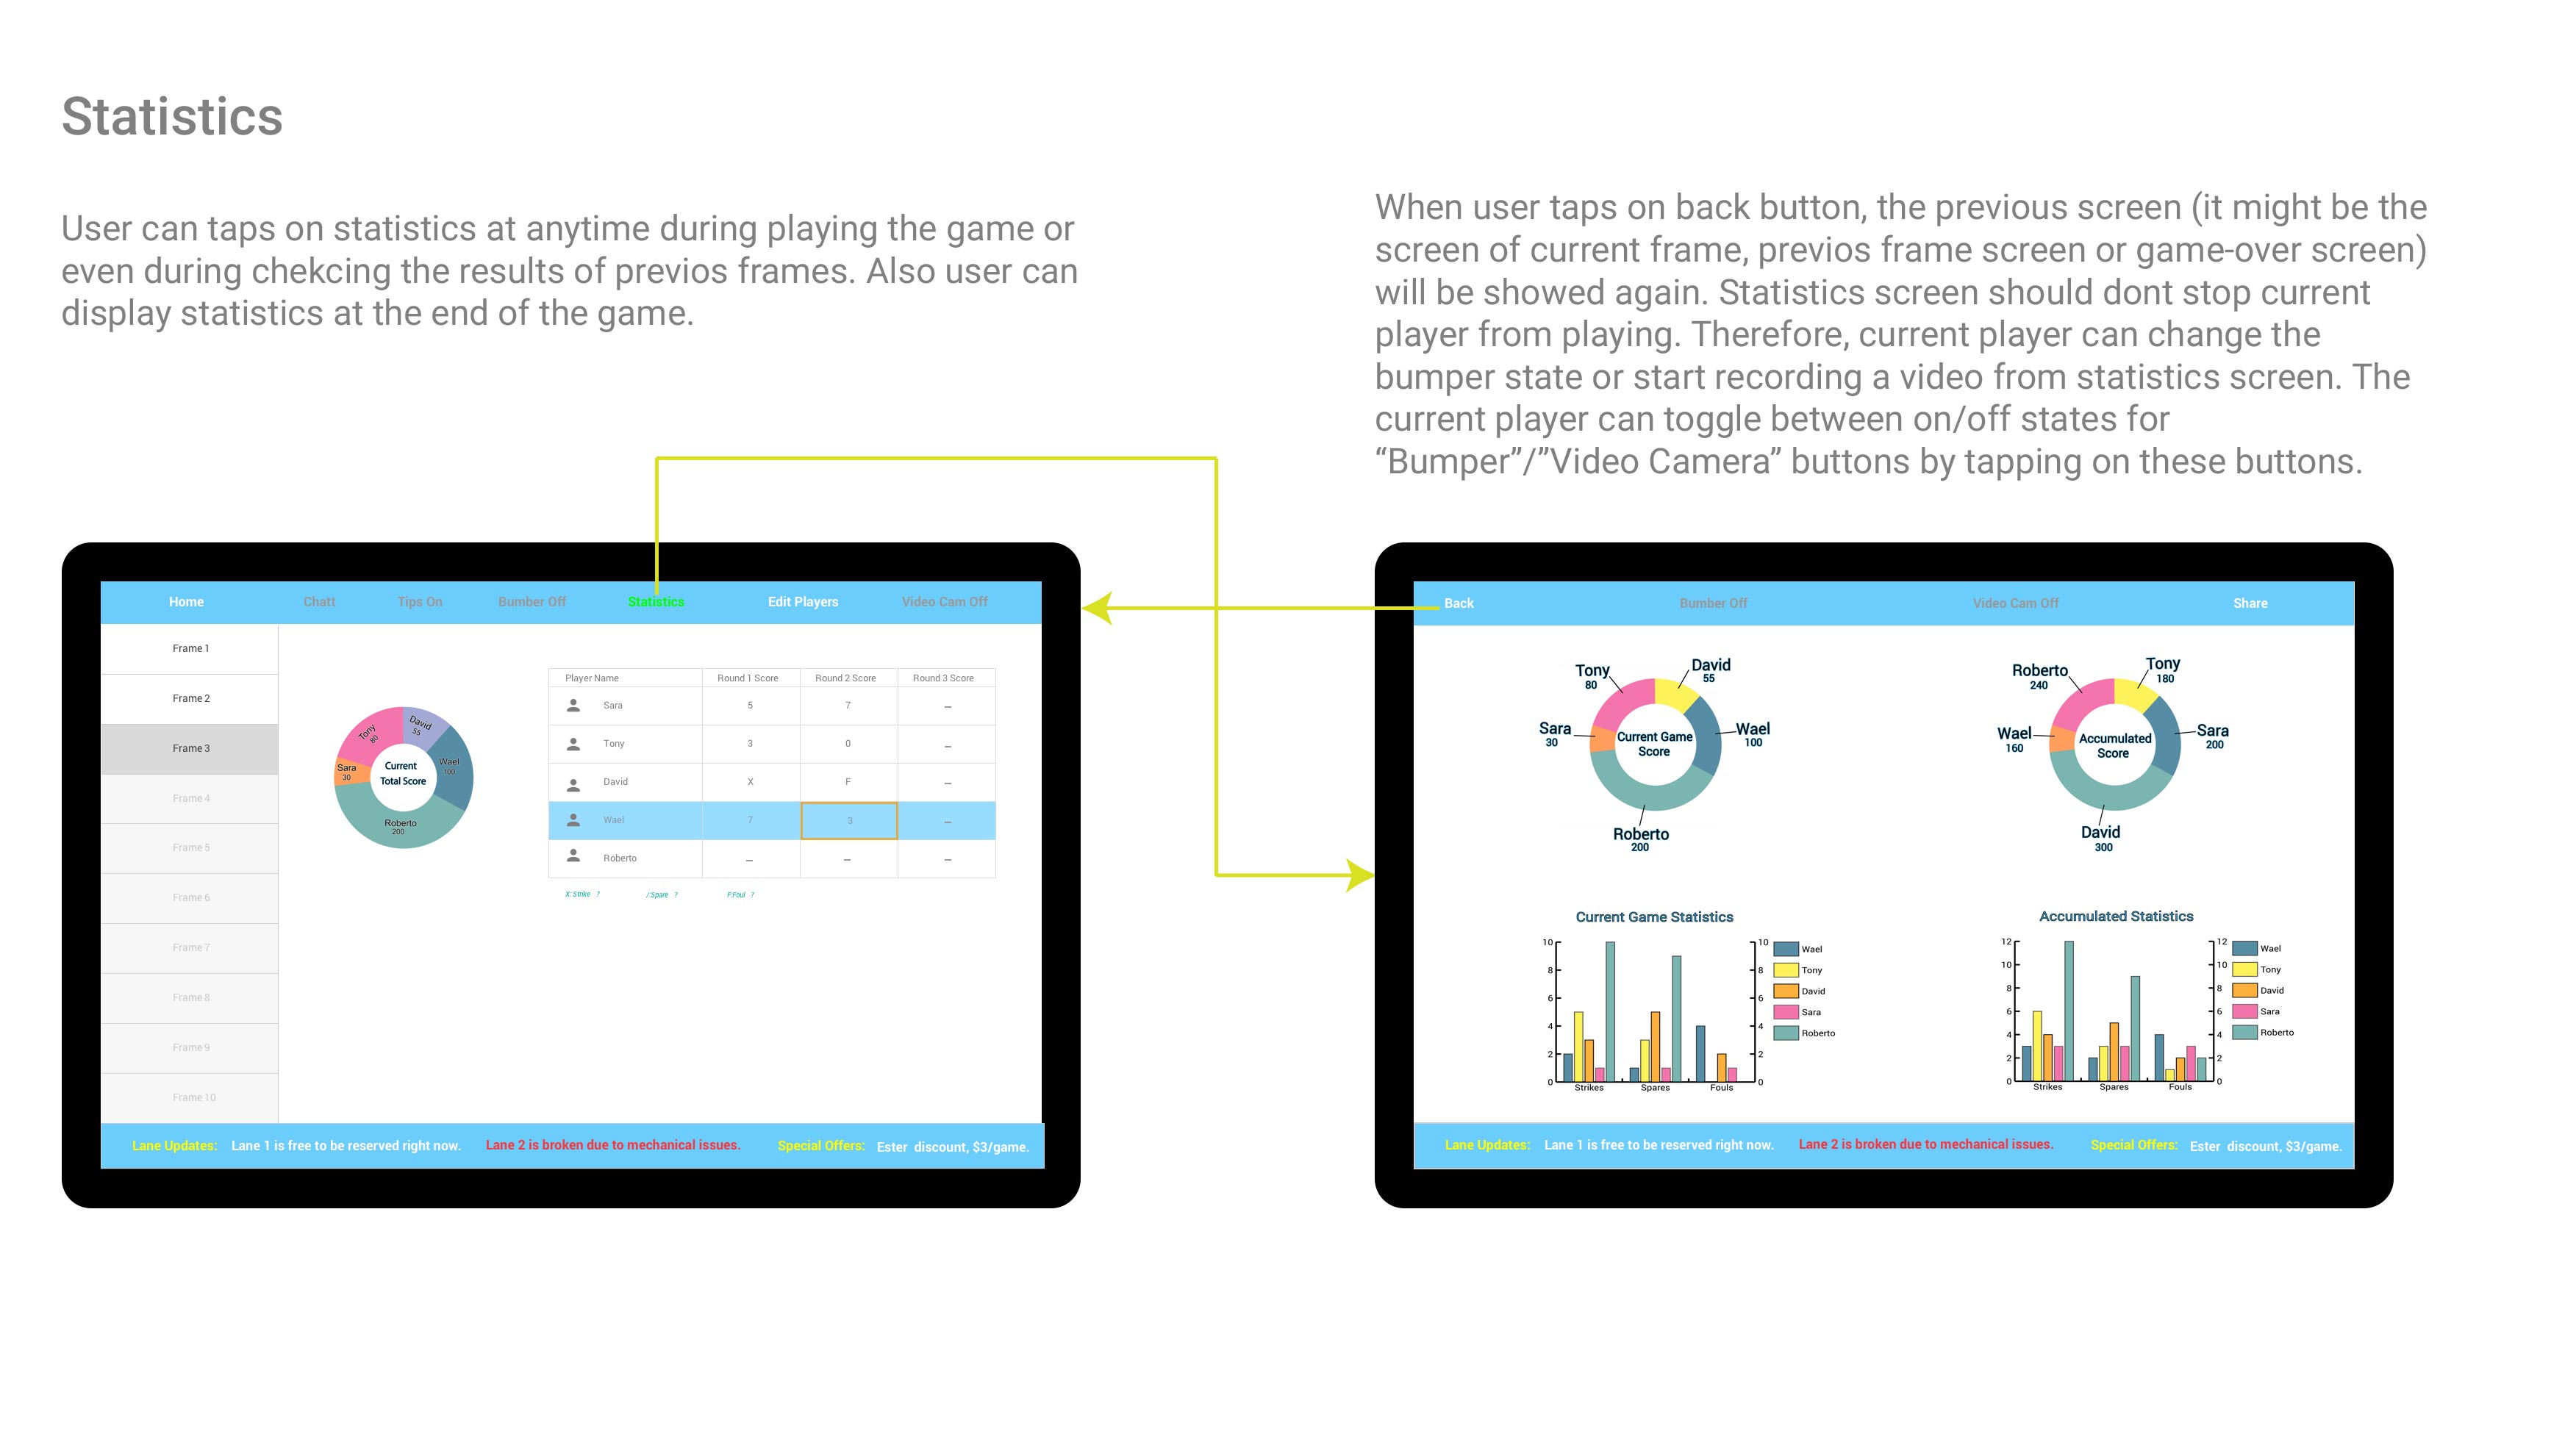 Statistics
User can taps on statistics at anytime during playing the game or
even during chekcing the results of previos frames. Also user can
display statistics at the end of the game.
When user taps on back button, the previous screen (it might be the
screen of current frame, previos frame screen or game-over screen)
will be showed again. Statistics screen should dont stop current
player from playing. Therefore, current player can change the
bumper state or start recording a video from statistics screen. The
current player can toggle between on/off states for
“Bumper”/”Video Camera” buttons by tapping on these buttons.
Home Chatt Tips On Bumber Off Statistics Edit Players Video Cam Off
Frame 1
Frame 2
Frame 3
Frame 4
Frame 5
Frame 6
Frame 7
Frame 8
Frame 9
Frame 10
David
55
Tony
80
Wael
100
Sara
30
Current
Total Score
Roberto
200
Player Name Round 1 Score Round 2 Score Round 3 Score
Sara 5 7 –
Tony 3 0 –
David X F –
Wael 7 3 –
Roberto – – –
X: Strike ? /:Spare ? F:Foul ?
Lane Updates: Lane 1 is free to be reserved right now. Lane 2 is broken due to mechanical issues. Special Offers: Ester discount, $3/game.
Back Bumber Off Video Cam Off Share
Tony
80
David
55
Sara
30
Wael
100
Current Game
Score
Roberto
200
Roberto
240
Tony
180
Wael
160
Sara
200
Accumulated
Score
David
300
Current Game Statistics
10 10
8 8
6 6
4 4
2 2
0 0
Strikes Spares Fouls
Wael
Tony
David
Sara
Roberto
Accumulated Statistics
12 12
10 10
8 8
6 6
4 4
2 2
0 0
Strikes Spares Fouls
Wael
Tony
David
Sara
Roberto
Lane Updates: Lane 1 is free to be reserved right now. Lane 2 is broken due to mechanical issues. Special Offers: Ester discount, $3/game.